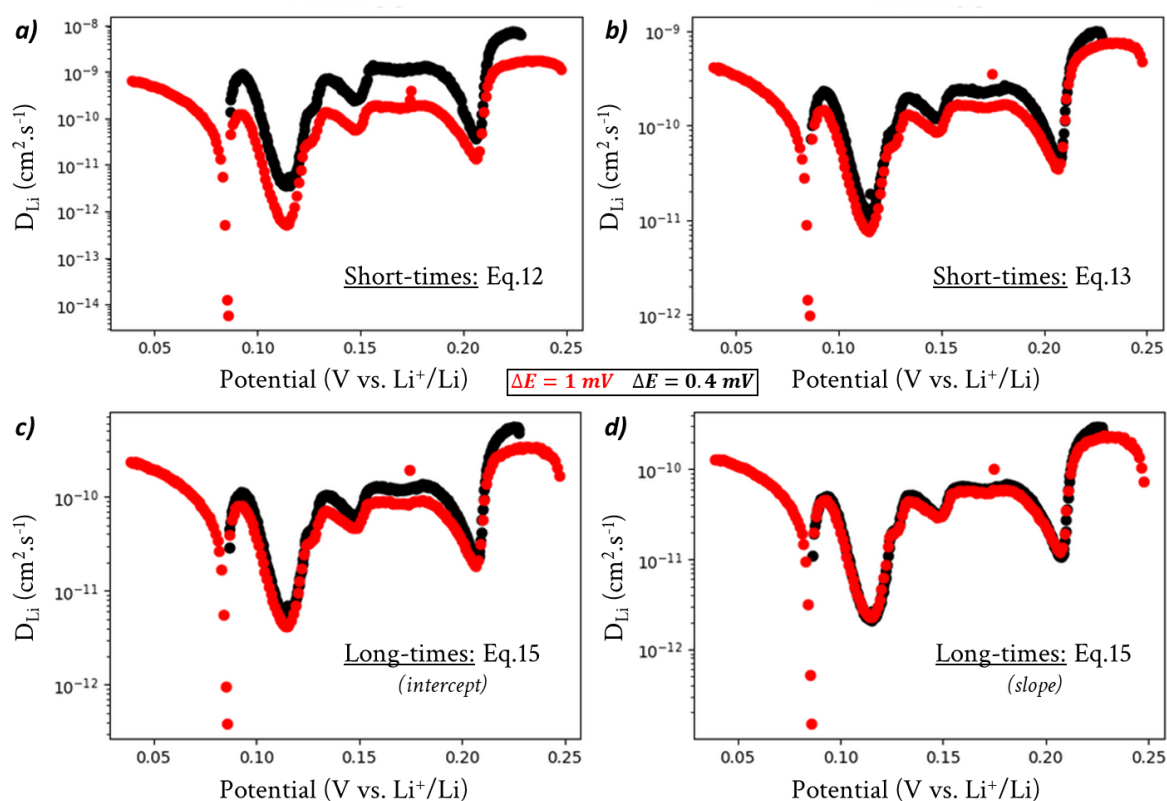 a)
10⁻⁸
10⁻⁹
10⁻¹⁰
10⁻¹¹
10⁻¹²
10⁻¹³
10⁻¹⁴
D_Li (cm².s⁻¹)
Short-times: Eq.12
0.05 0.10 0.15 0.20 0.25
Potential (V vs. Li⁺/Li)
b)
10⁻⁹
10⁻¹⁰
10⁻¹¹
10⁻¹²
D_Li (cm².s⁻¹)
Short-times: Eq.13
0.05 0.10 0.15 0.20 0.25
Potential (V vs. Li⁺/Li)
ΔE = 1 mV ΔE = 0.4 mV
c)
10⁻¹⁰
10⁻¹¹
10⁻¹²
D_Li (cm².s⁻¹)
Long-times: Eq.15
(intercept)
0.05 0.10 0.15 0.20 0.25
Potential (V vs. Li⁺/Li)
d)
10⁻¹⁰
10⁻¹¹
10⁻¹²
D_Li (cm².s⁻¹)
Long-times: Eq.15
(slope)
0.05 0.10 0.15 0.20 0.25
Potential (V vs. Li⁺/Li)